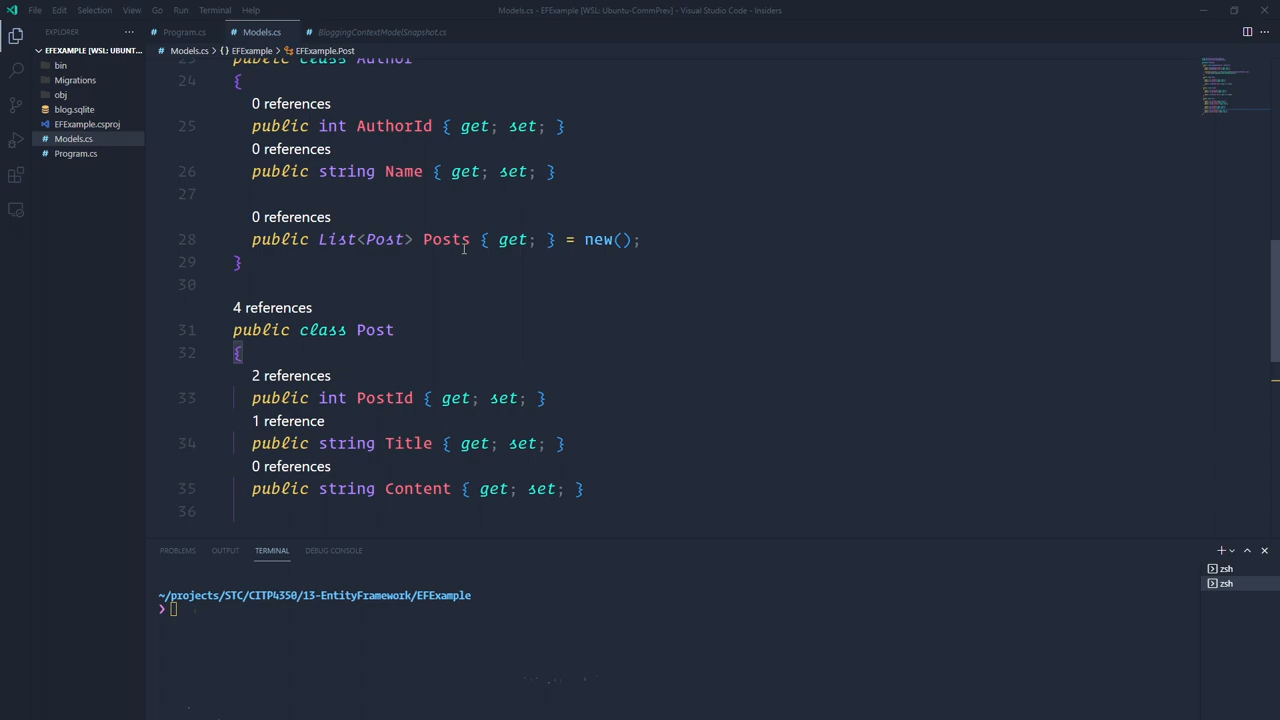 File Edit Selection View Go Run Terminal Help
Models.cs - EFExample [WSL: Ubuntu-CommPrev] - Visual Studio Code - Insiders
EXPLORER
Program.cs
# Models.cs
BloggingContextModelSnapshot.cs
EFEXAMPLE [WSL: UBUNT...
# Models.cs > {} EFExample > EFExample.Post
bin
Migrations
obj
blog.sqlite
EFExample.csproj
# Models.cs
# Program.cs
23 public class Author
24 {
0 references
25 public int AuthorId { get; set; }
0 references
26 public string Name { get; set; }
27
0 references
28 public List<Post> Posts { get; } = new();
29 }
30
4 references
31 public class Post
32 {
2 references
33 public int PostId { get; set; }
1 reference
34 public string Title { get; set; }
0 references
35 public string Content { get; set; }
36
PROBLEMS OUTPUT TERMINAL DEBUG CONSOLE
~/projects/STC/CITP4350/13-EntityFramework/EFExample
❯
zsh
zsh